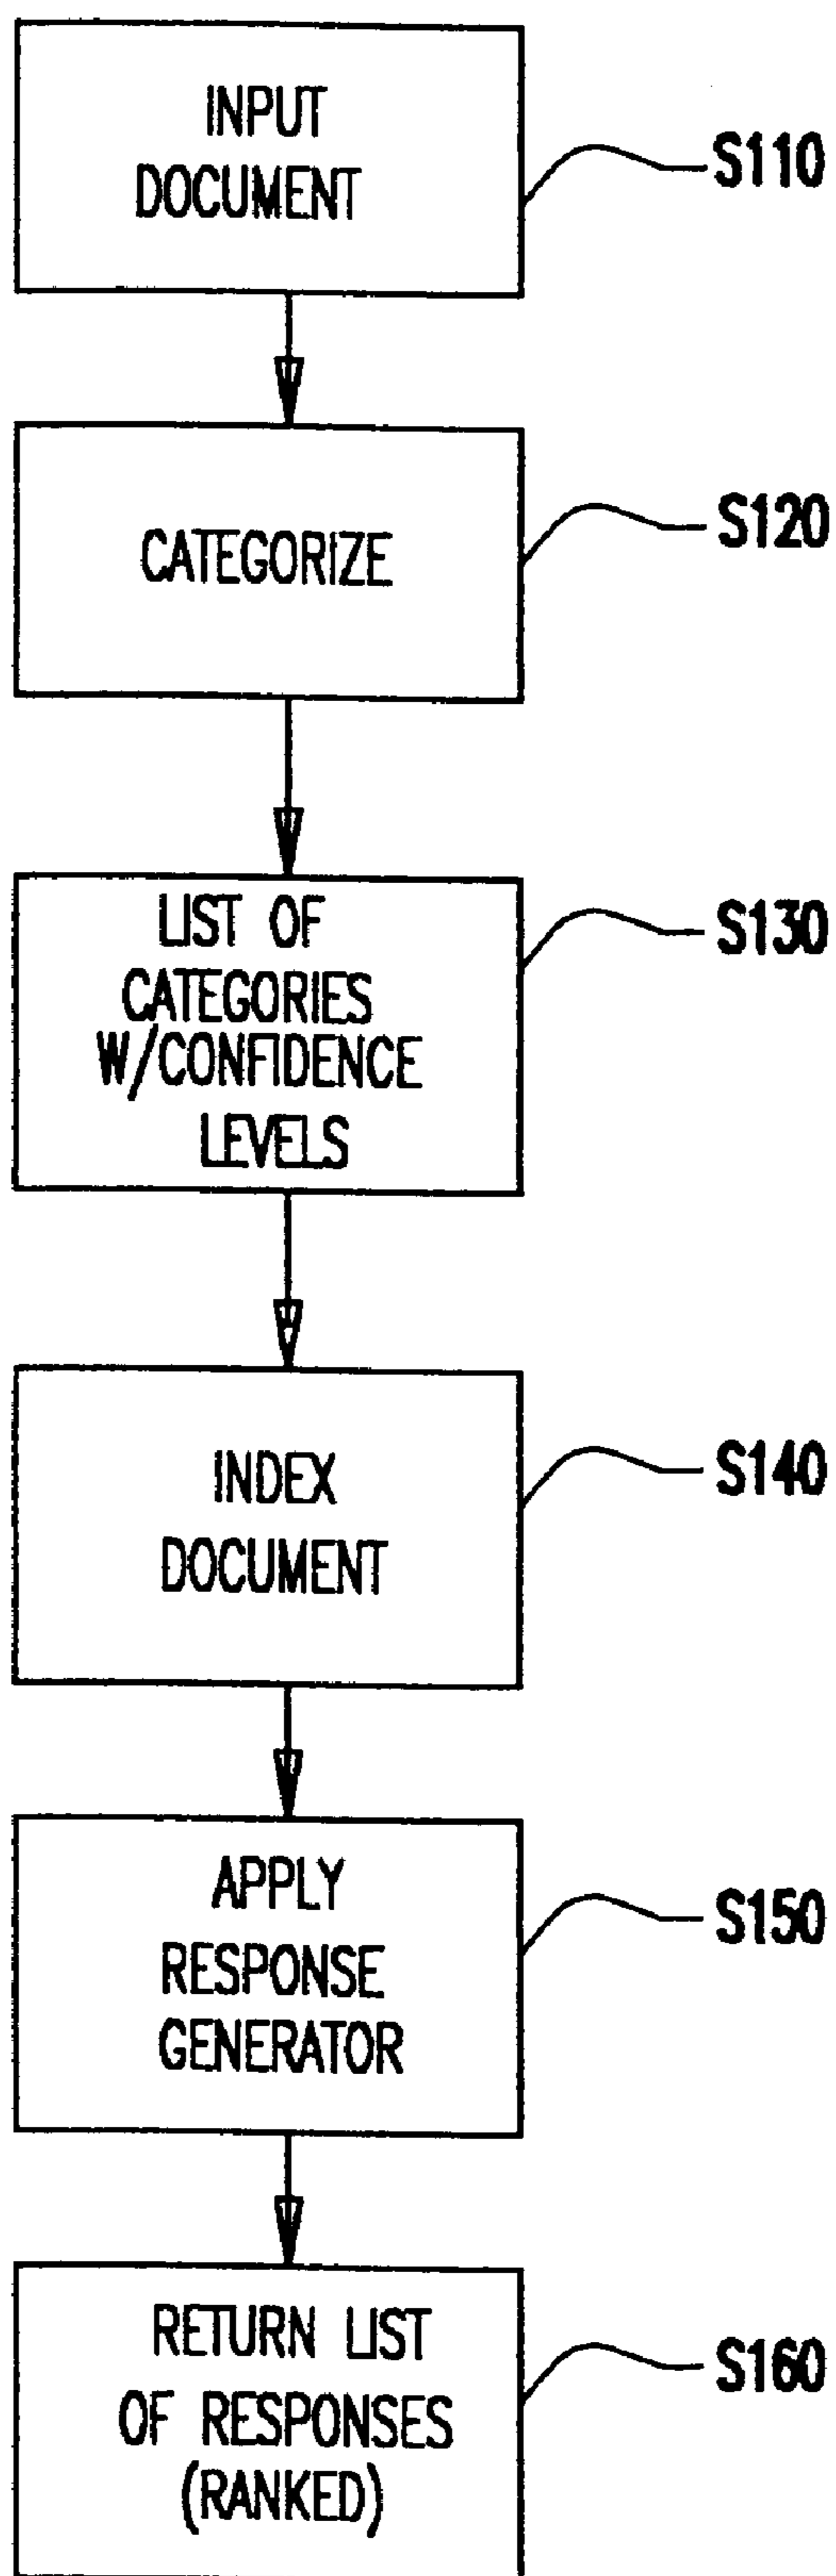 INPUT
DOCUMENT
S110
CATEGORIZE
S120
LIST OF
CATEGORIES
W/CONFIDENCE
LEVELS
S130
INDEX
DOCUMENT
S140
APPLY
RESPONSE
GENERATOR
S150
RETURN LIST
OF RESPONSES
(RANKED)
S160